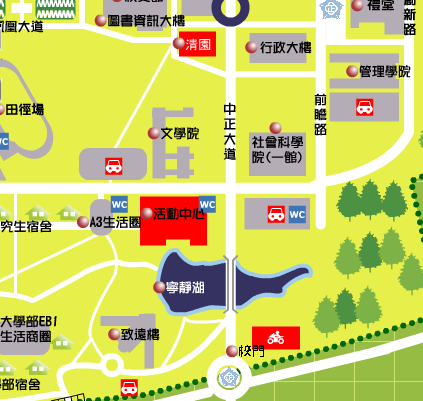 禮堂
創新路
圖書資訊大樓
凰大道
清園
行政大樓
管理學院
田徑場
中正大道
前瞻路
文學院
社會科學
院(一館)
WC
WC
WC
WC
活動中心
A3生活圈
究生宿舍
寧靜湖
大學部EB1
生活商圈
致遠樓
校門
部宿舍